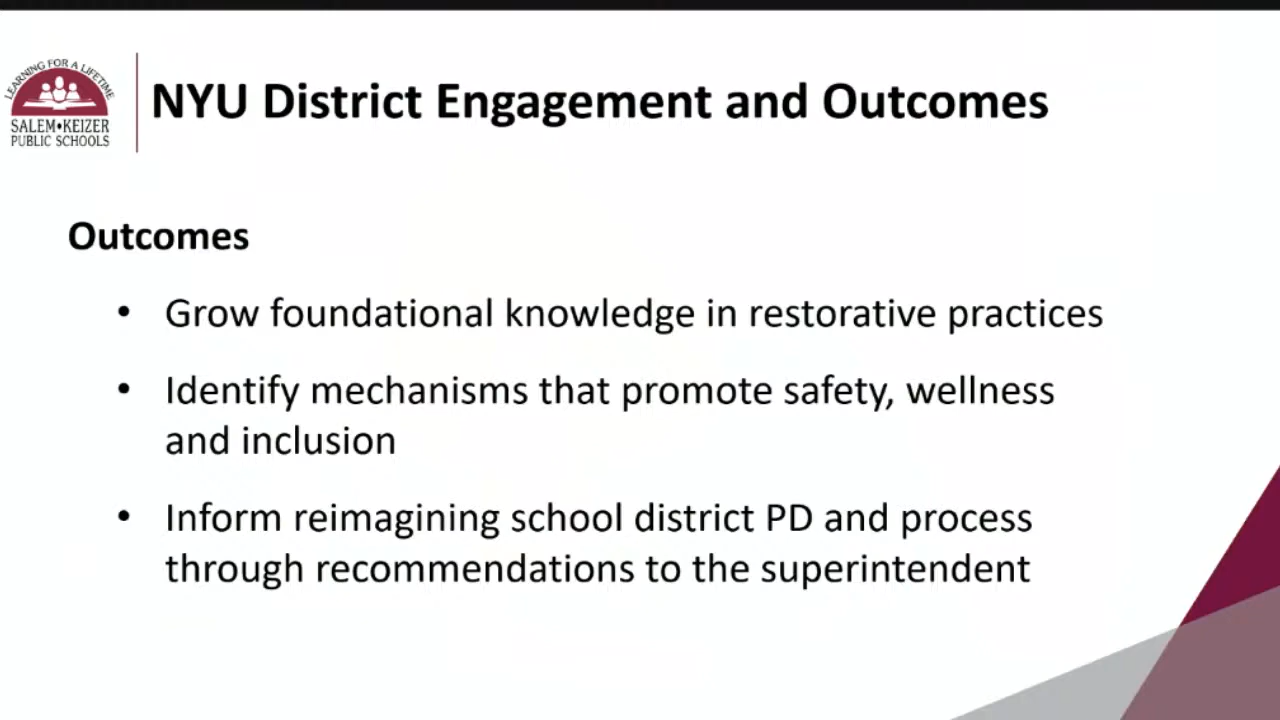 LEARNING FOR A LIFETIME
SALEM•KEIZER
PUBLIC SCHOOLS
NYU District Engagement and Outcomes
Outcomes
• Grow foundational knowledge in restorative practices
• Identify mechanisms that promote safety, wellness
and inclusion
• Inform reimagining school district PD and process
through recommendations to the superintendent